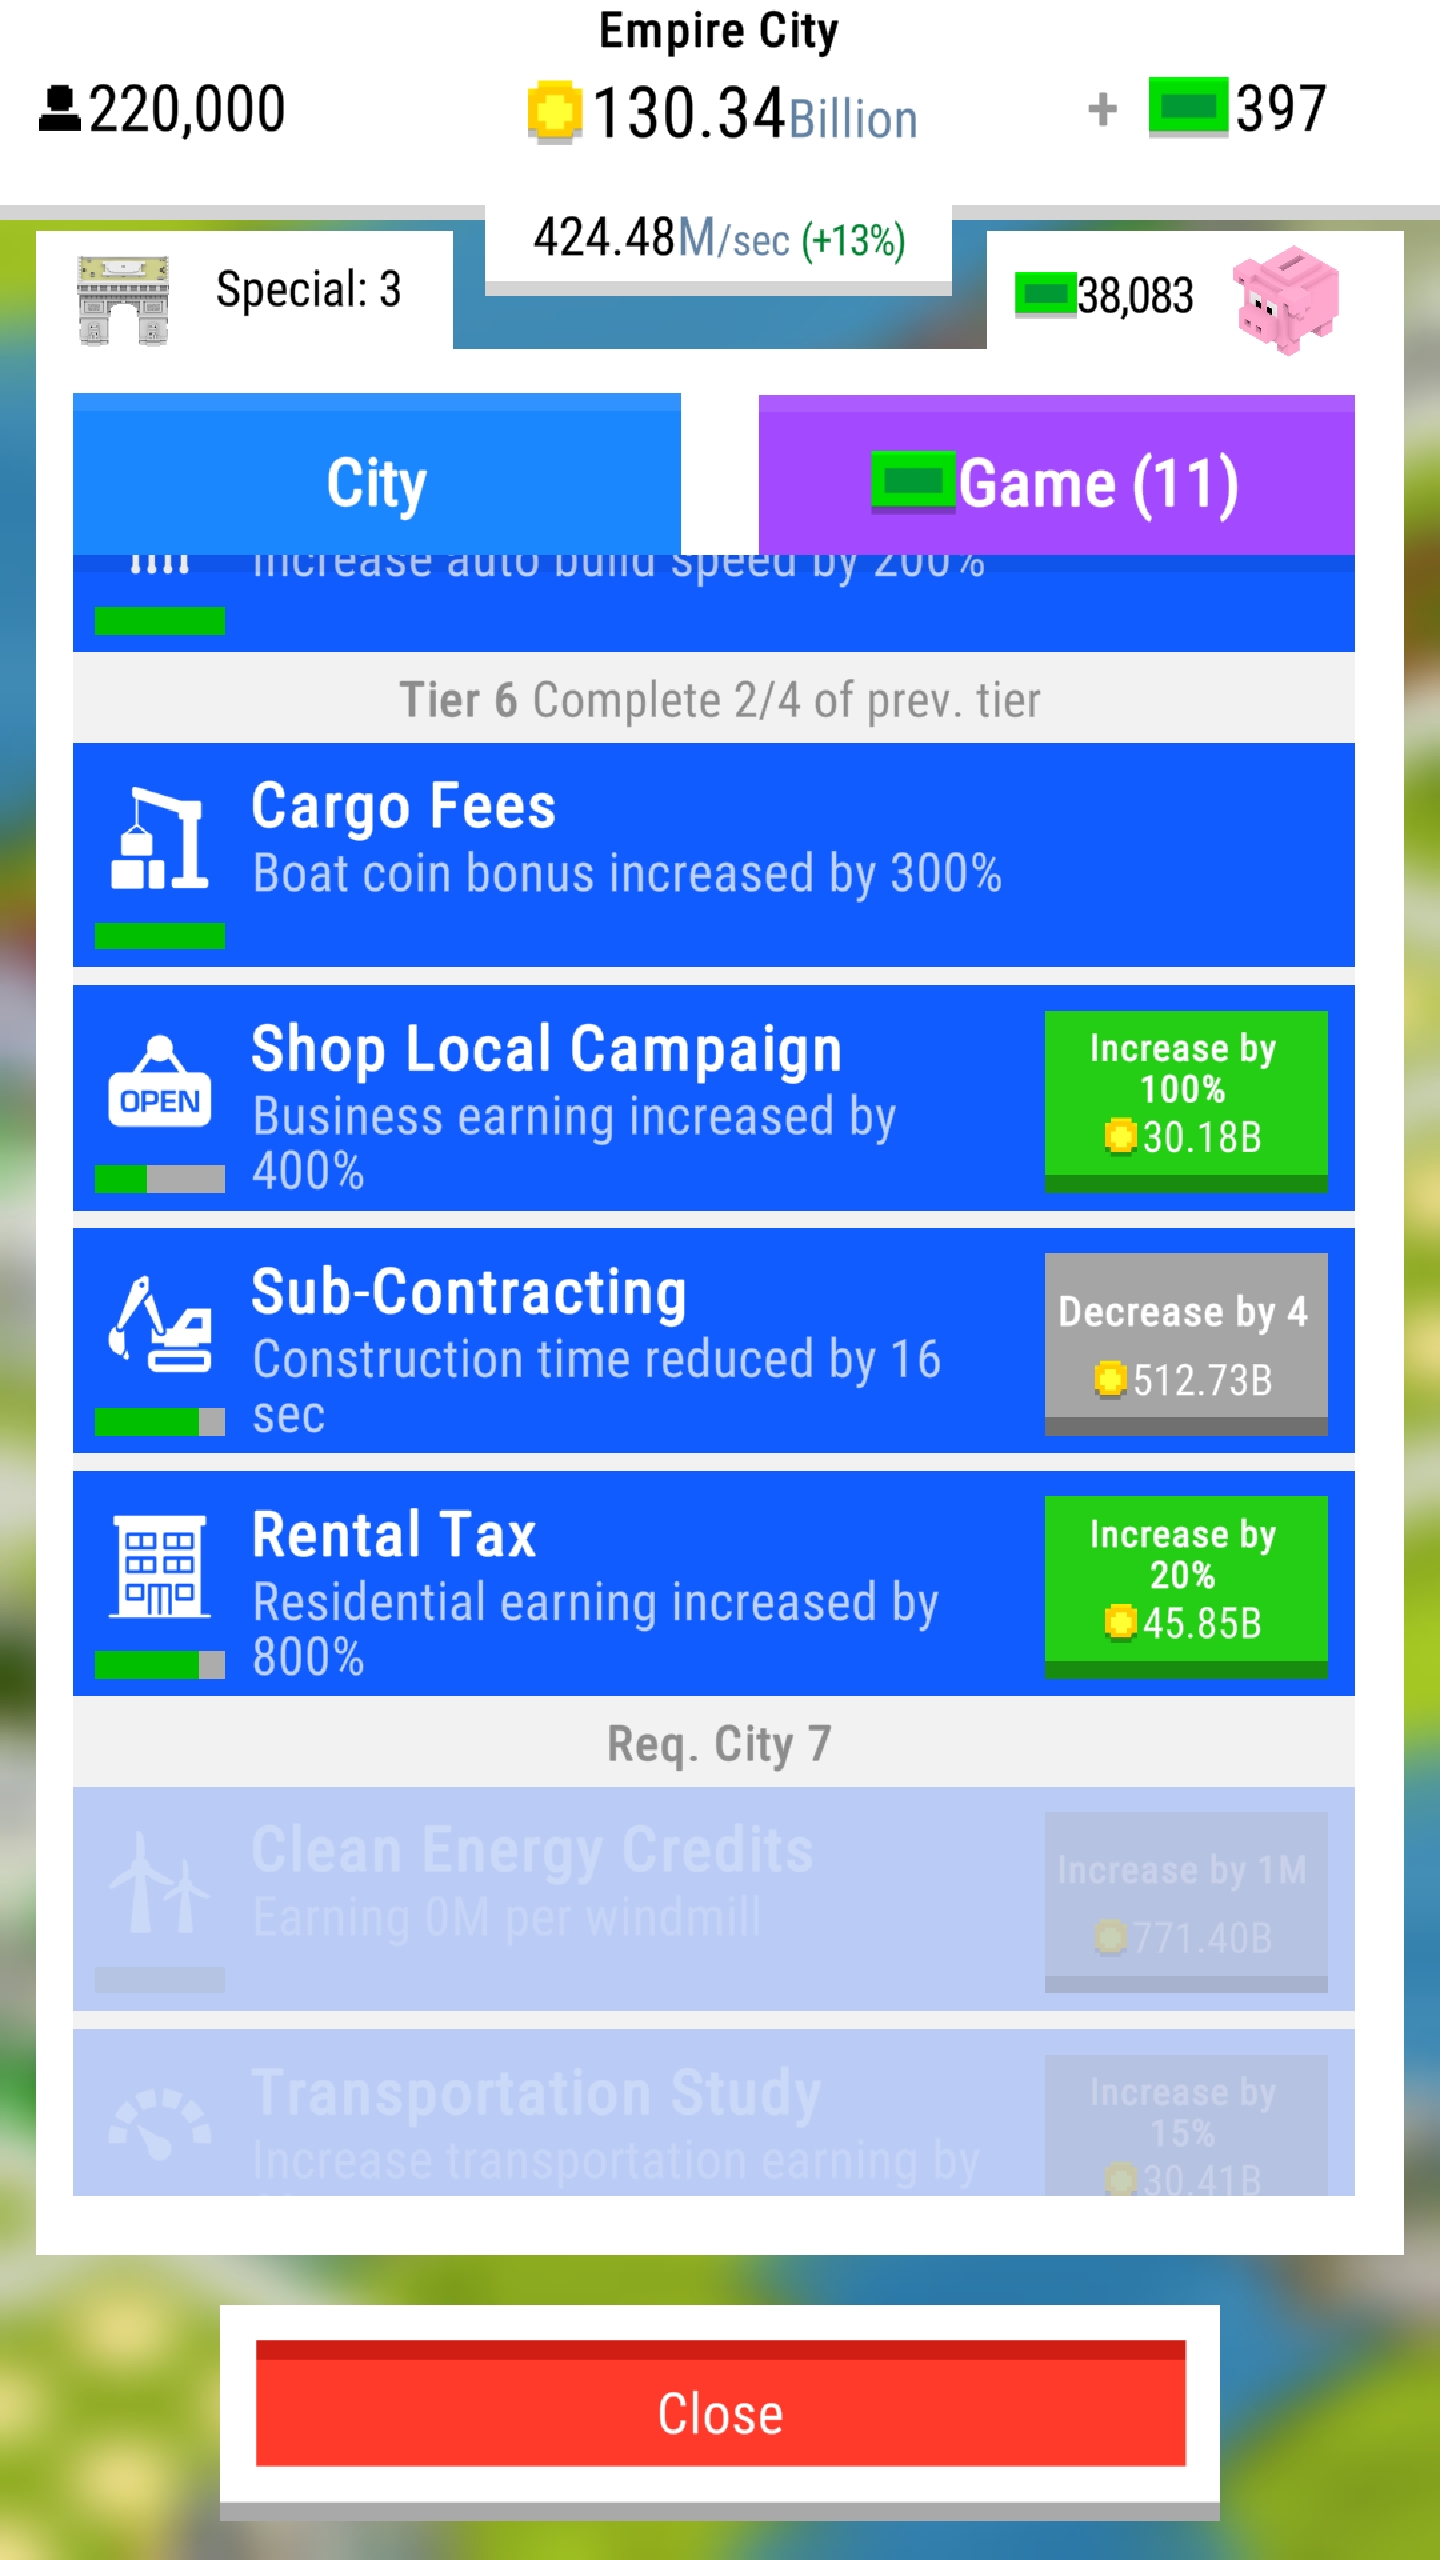 Empire City
220,000
130.34Billion
+ 397
424.48M/sec (+13%)
Special: 3
38,083
City
Game (11)
Increase auto build speed by 200%
Tier 6 Complete 2/4 of prev. tier
Cargo Fees
Boat coin bonus increased by 300%
OPEN
Shop Local Campaign
Business earning increased by
400%
Increase by
100%
30.18B
Sub-Contracting
Construction time reduced by 16
sec
Decrease by 4
512.73B
Rental Tax
Residential earning increased by
800%
Increase by
20%
45.85B
Req. City 7
Clean Energy Credits
Earning 0M per windmill
Increase by 1M
771.40B
Transportation Study
Increase transportation earning by
Increase by
15%
30.41B
Close